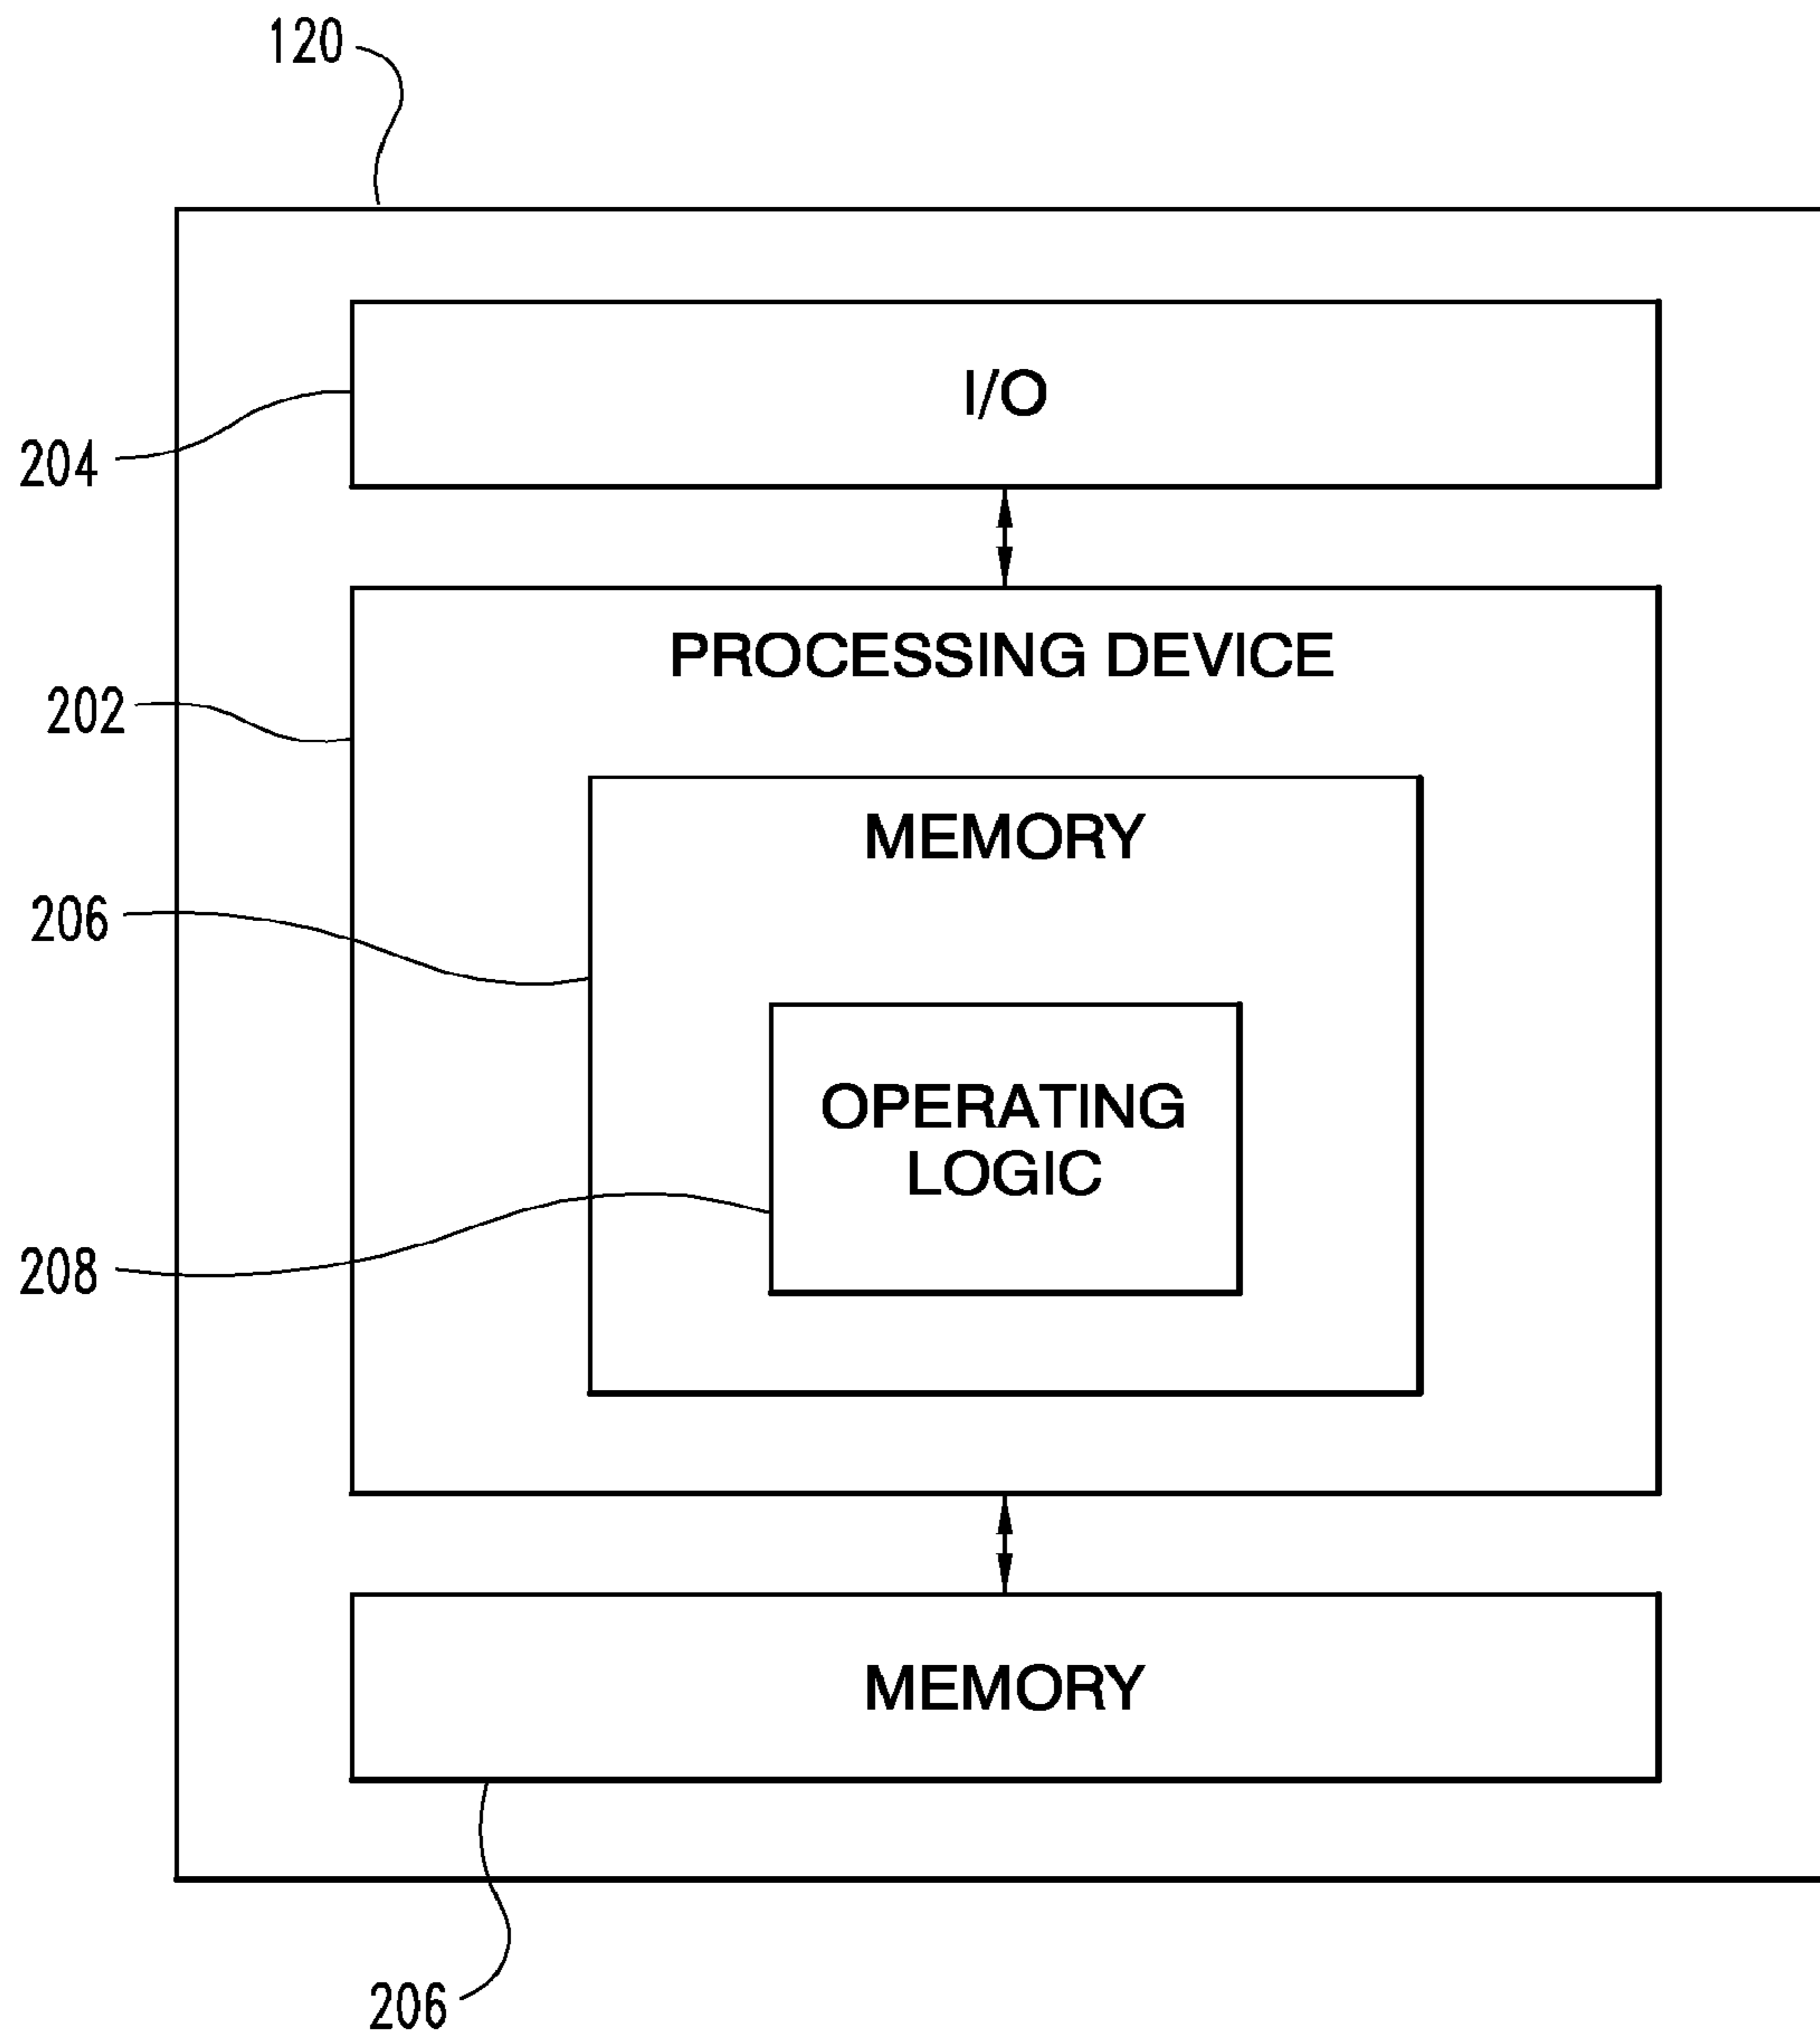 120
I/O
204
PROCESSING DEVICE
202
MEMORY
206
OPERATING
LOGIC
208
MEMORY
206